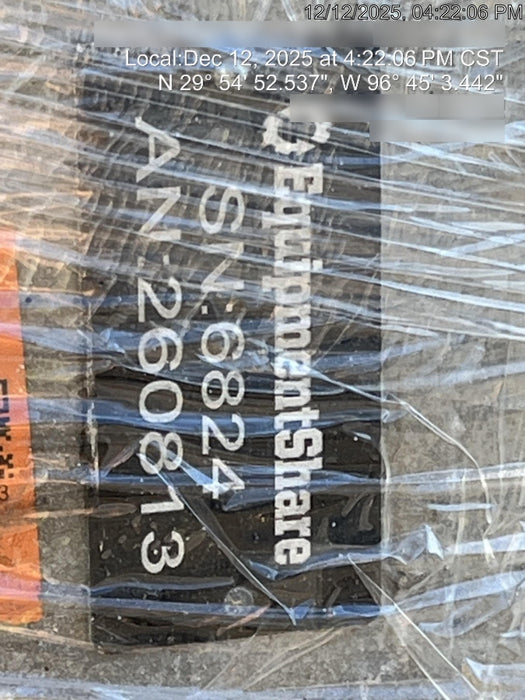 12/12/2025, 04:22:06 PM
Local:Dec 12, 2025 at 4:22:06 PM CST
N 29° 54' 52.537", W 96° 45' 3.442"
EquipmentShare
SN:6824
AN-260813